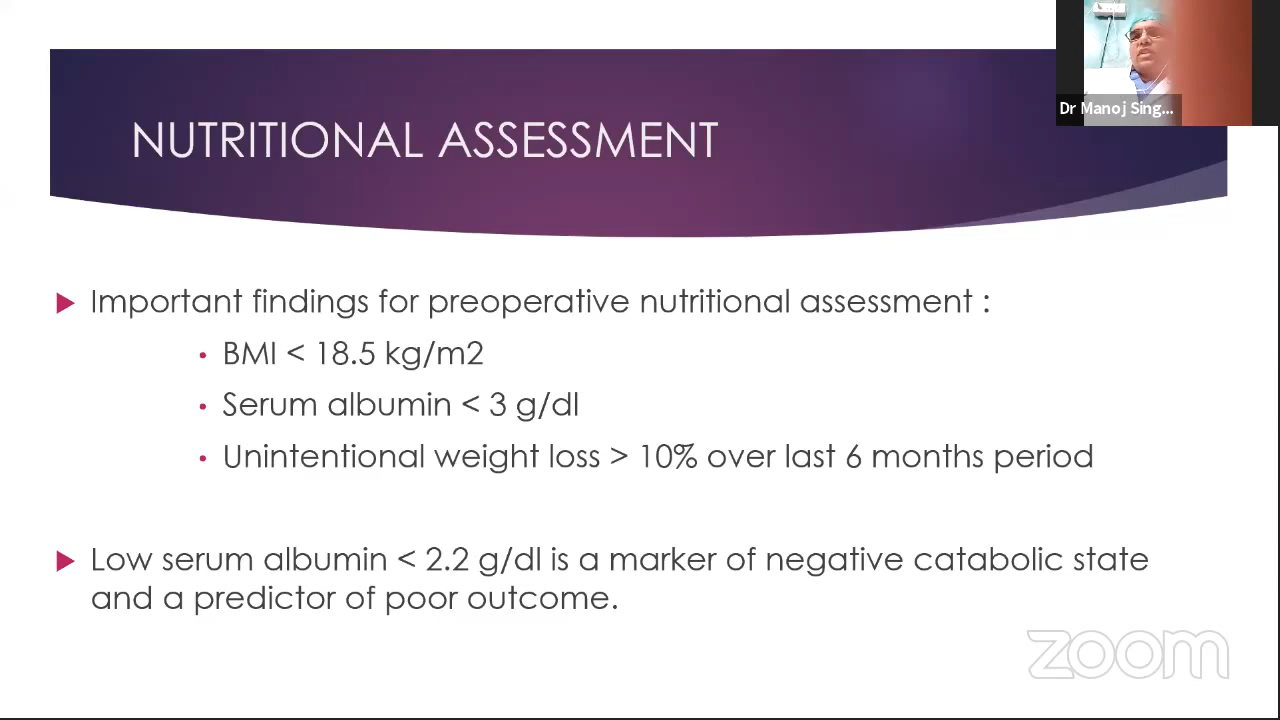 NUTRITIONAL ASSESSMENT
Dr Manoj Sing...
Important findings for preoperative nutritional assessment :
BMI < 18.5 kg/m2
Serum albumin < 3 g/dl
Unintentional weight loss > 10% over last 6 months period
Low serum albumin < 2.2 g/dl is a marker of negative catabolic state
and a predictor of poor outcome.
zoom